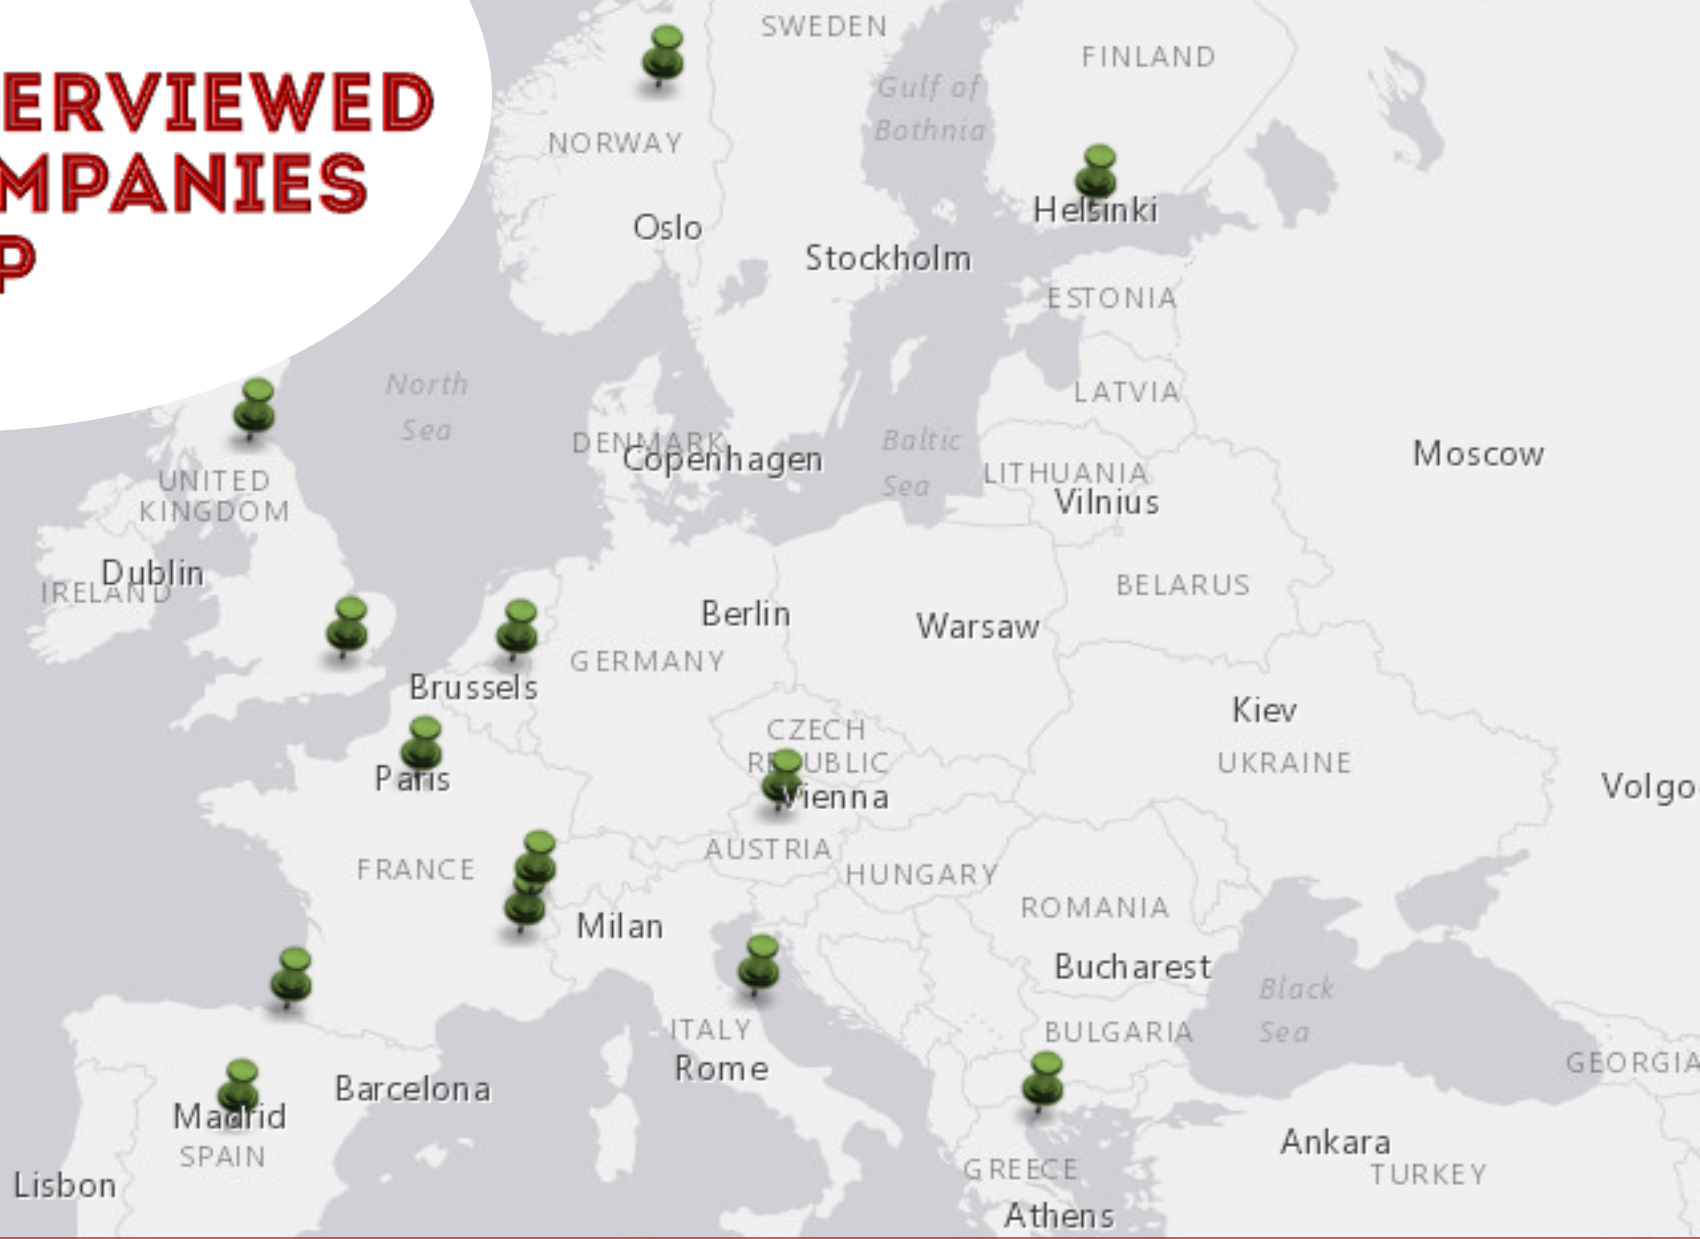 ERVIEWED
MPANIES
P
SWEDEN
FINLAND
Gulf of
Bothnia
NORWAY
Oslo
Helsinki
Stockholm
ESTONIA
North
Sea
LATVIA
DENMARK
Copenhagen
Baltic
Sea
LITHUANIA
Vilnius
Moscow
UNITED
KINGDOM
Dublin
IRELAND
BELARUS
Berlin
Warsaw
GERMANY
Brussels
Kiev
CZECH
REPUBLIC
UKRAINE
Paris
Vienna
Volgo
AUSTRIA
FRANCE
HUNGARY
ROMANIA
Milan
Bucharest
Black
Sea
ITALY
BULGARIA
Rome
GEORGIA
Barcelona
Madrid
SPAIN
Ankara
TURKEY
GREECE
Lisbon
Athens